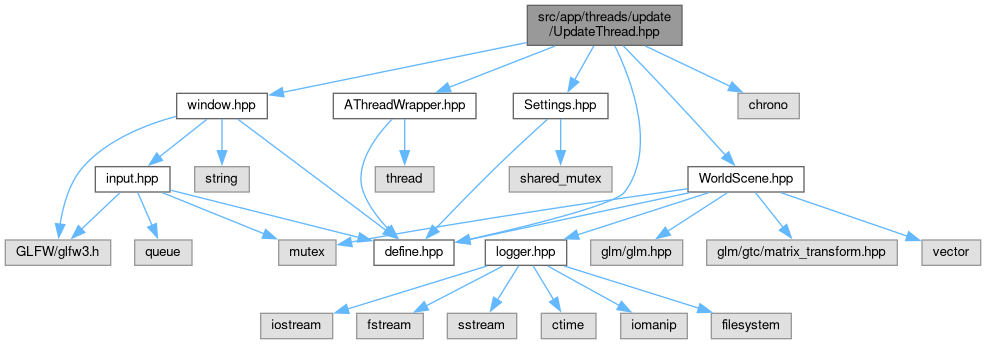 src/app/threads/update
/UpdateThread.hpp
window.hpp
AThreadWrapper.hpp
Settings.hpp
chrono
input.hpp
string
thread
shared_mutex
WorldScene.hpp
GLFW/glfw3.h
queue
mutex
define.hpp
logger.hpp
glm/glm.hpp
glm/gtc/matrix_transform.hpp
vector
iostream
fstream
sstream
ctime
iomanip
filesystem